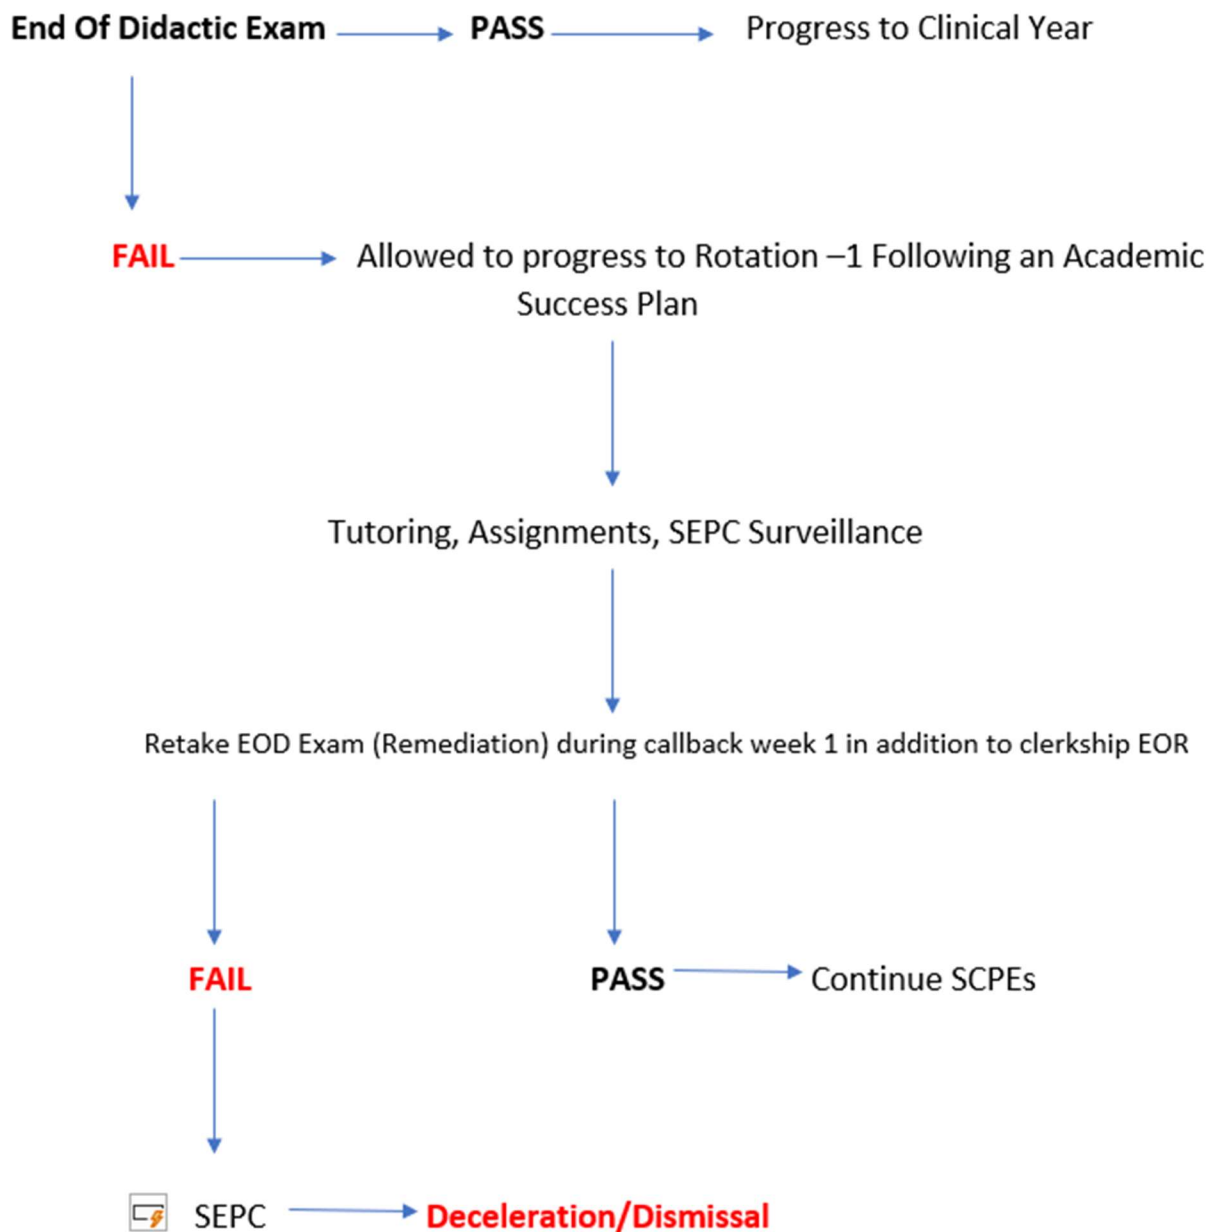 End Of Didactic Exam PASS Progress to Clinical Year
FAIL Allowed to progress to Rotation –1 Following an Academic
Success Plan
Tutoring, Assignments, SEPC Surveillance
Retake EOD Exam (Remediation) during callback week 1 in addition to clerkship EOR
FAIL PASS Continue SCPEs
SEPC Deceleration/Dismissal